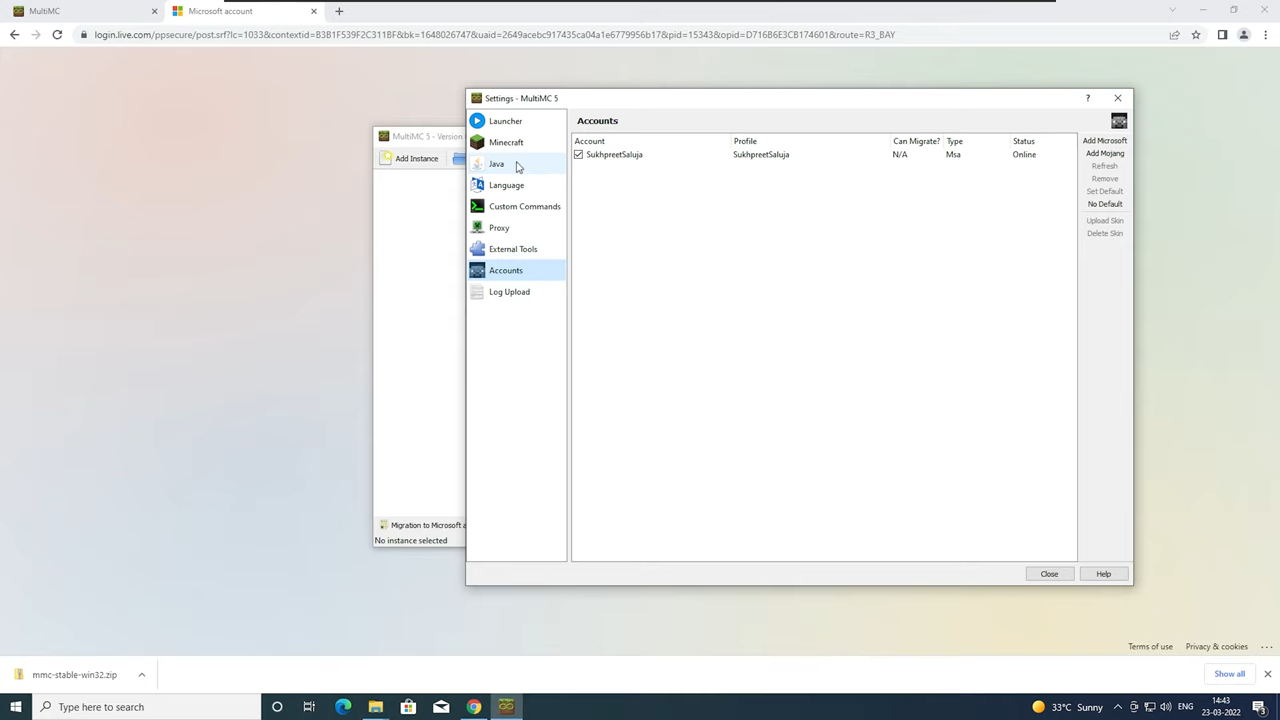 MultiMC
Microsoft account
login.live.com/ppsecure/post.srf?lc=1033&contextid=B3B1F539F2C311BF&bk=1648026747&uaid=2649acebc917435ca04a1e6779956b17&pid=15343&opid=D716B6E3CB174601&route=R3_BAY
MultiMC 5 - Version
Add Instance
Settings - MultiMC 5
?
Launcher
Minecraft
Java
Language
Custom Commands
Proxy
External Tools
Accounts
Log Upload
Accounts
Account Profile Can Migrate? Type Status
SukhpreetSaluja SukhpreetSaluja N/A Msa Online
Add Microsoft
Add Mojang
Refresh
Remove
Set Default
No Default
Upload Skin
Delete Skin
Close
Help
Migration to Microsoft a
No instance selected
Terms of use
Privacy & cookies
mmc-stable-win32.zip
Show all
Type here to search
33°C Sunny
ENG
14:43
23-03-2022
3